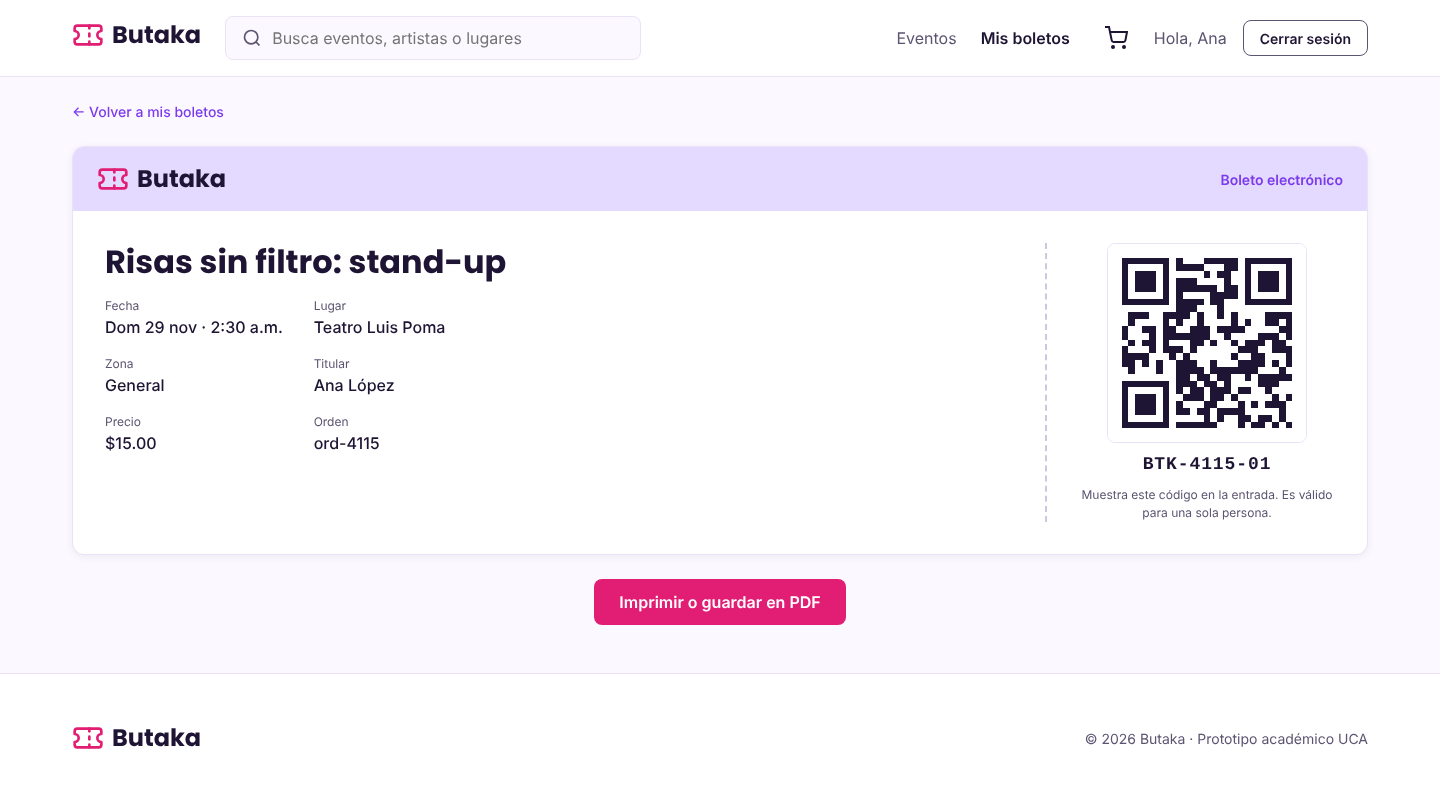 Butaka
Busca eventos, artistas o lugares
Eventos
Mis boletos
Hola, Ana
Cerrar sesión
← Volver a mis boletos
Butaka
Boleto electrónico
Risas sin filtro: stand-up
Fecha
Dom 29 nov · 2:30 a.m.
Lugar
Teatro Luis Poma
Zona
General
Titular
Ana López
Precio
$15.00
Orden
ord-4115
BTK-4115-01
Muestra este código en la entrada. Es válido
para una sola persona.
Imprimir o guardar en PDF
Butaka
© 2026 Butaka · Prototipo académico UCA